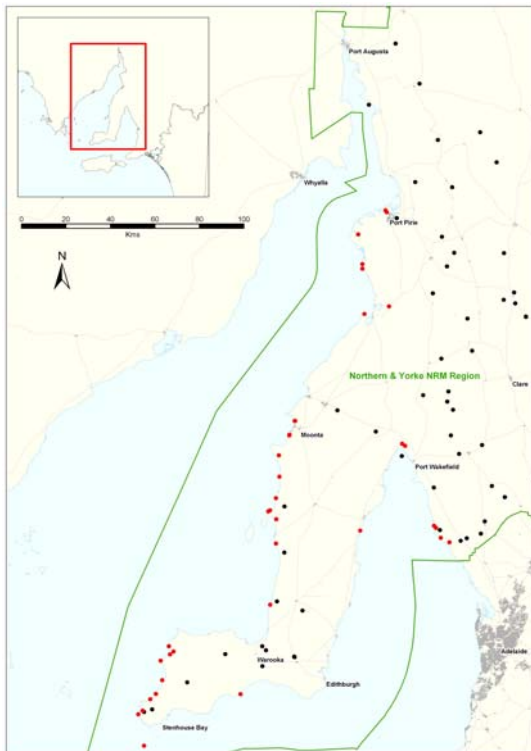 Port Augusta
Whyalla
0 20 40 60 80 100
Kms
N
Port Pirie
Northern & Yorke NRM Region
Clare
Moonta
Port Wakefield
Adelaide
Warooka
Edithburgh
Stenhouse Bay